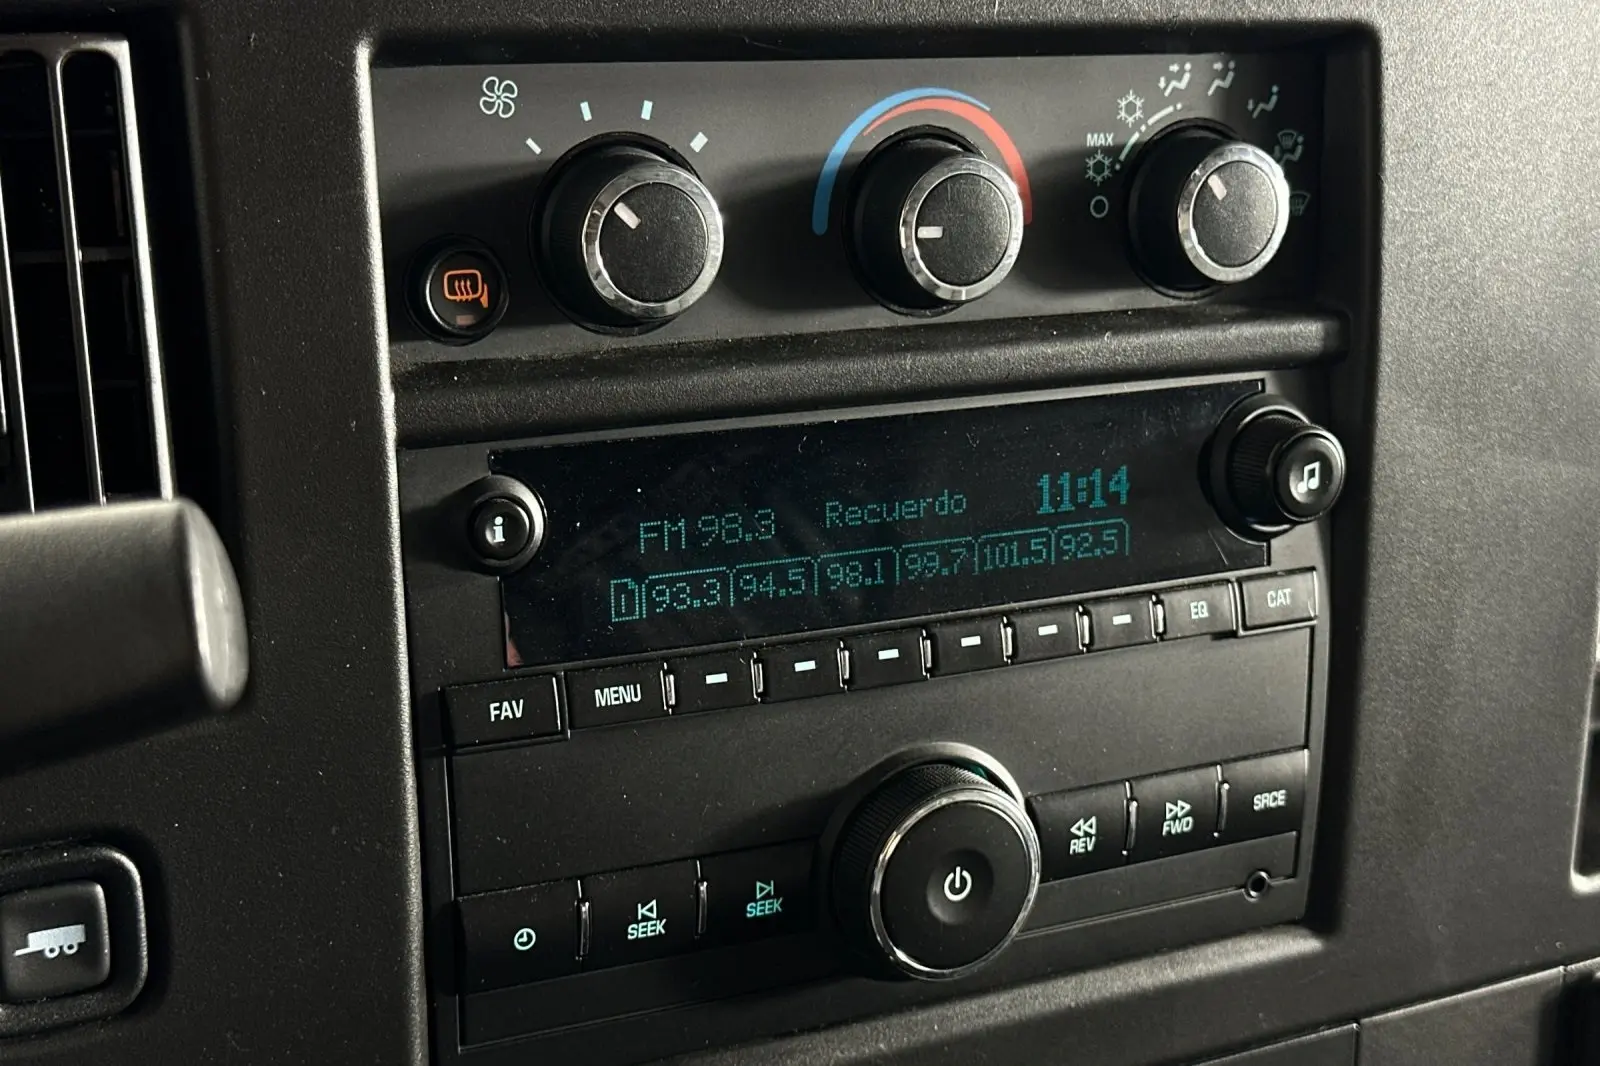 MAX
FM 98.3 Recuerdo 11:14
1 93.3 94.5 98.1 99.7 101.5 92.5
i
FAV MENU EQ CAT
SEEK SEEK REV FWD SRCE